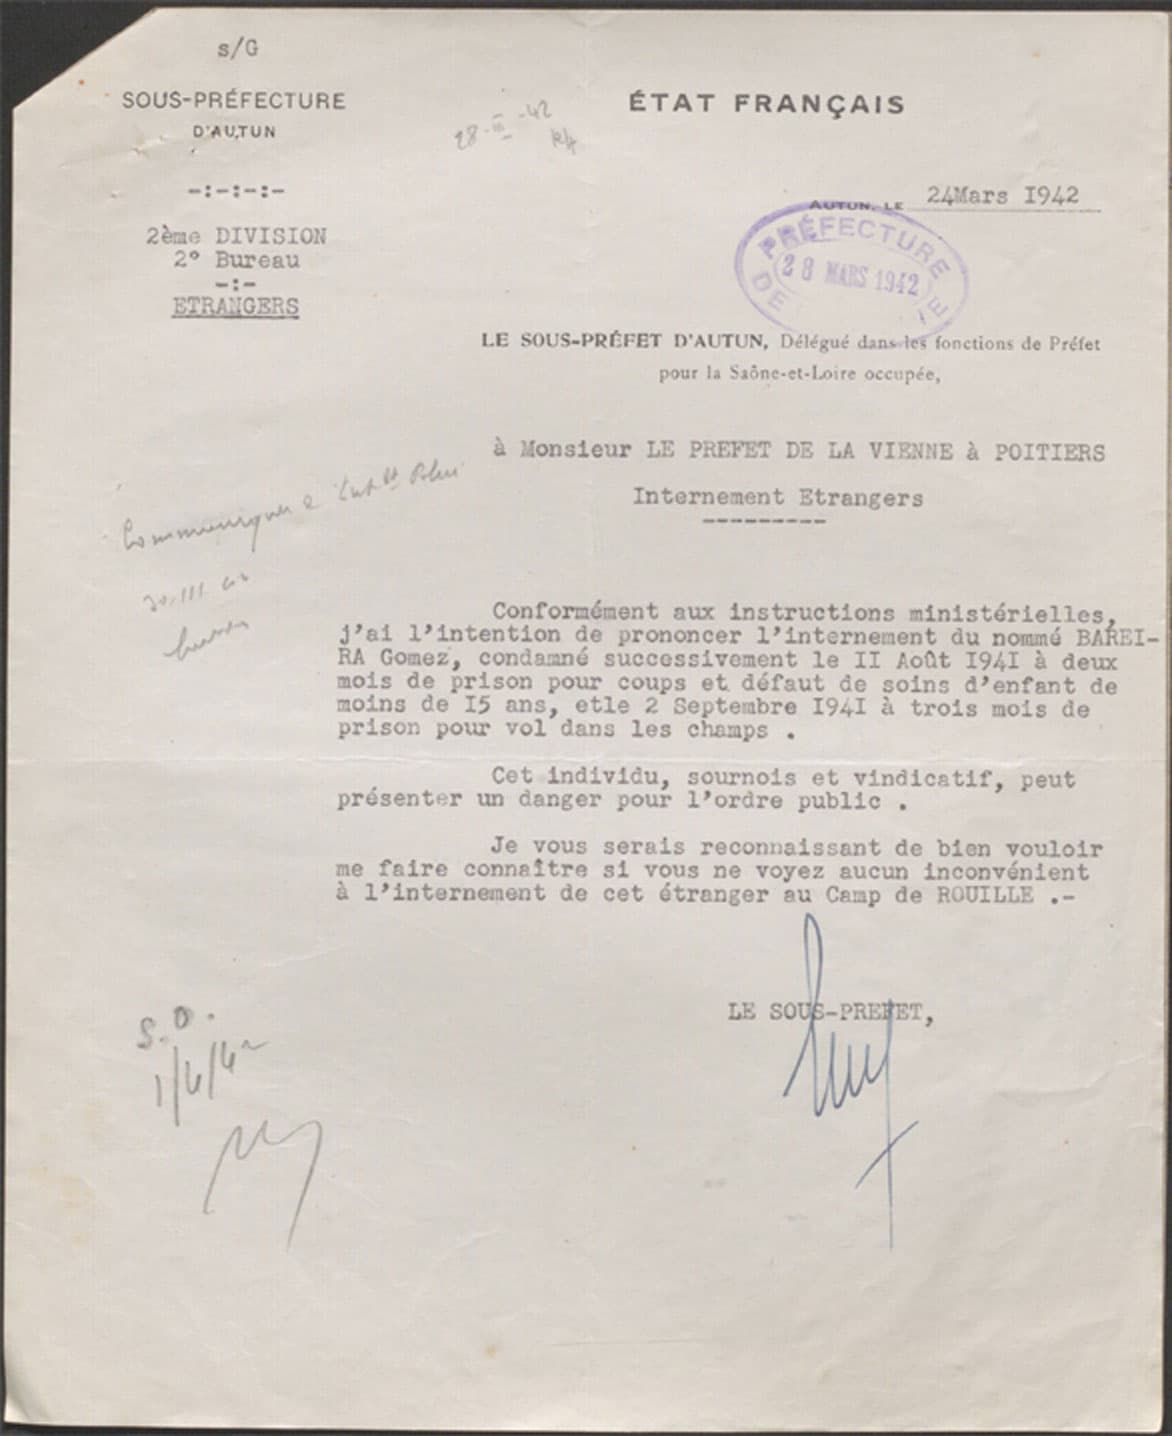 s/G
SOUS-PRÉFECTURE
D'AUTUN
-:-:-:-
2ème DIVISION
2° Bureau
-:-
ETRANGERS
28-III-42
ÉTAT FRANÇAIS
AUTUN, LE 24Mars I942
PRÉFECTURE
28 MARS 1942
DE
LE SOUS-PRÉFET D'AUTUN, Délégué dans les fonctions de Préfet
pour la Saône-et-Loire occupée,
à Monsieur LE PREFET DE LA VIENNE à POITIERS
Internement Etrangers
---------
Communiquer à
Conformément aux instructions ministérielles,
j'ai l'intention de prononcer l'internement du nommé BAREI-
RA Gomez, condamné successivement le II Août I94I à deux
mois de prison pour coups et défaut de soins d'enfant de
moins de I5 ans, etle 2 Septembre I94I à trois mois de
prison pour vol dans les champs .
Cet individu, sournois et vindicatif, peut
présenter un danger pour l'ordre public .
Je vous serais reconnaissant de bien vouloir
me faire connaître si vous ne voyez aucun inconvénient
à l'internement de cet étranger au Camp de ROUILLE .-
LE SOUS-PREFET,
S.O.
1/4/42